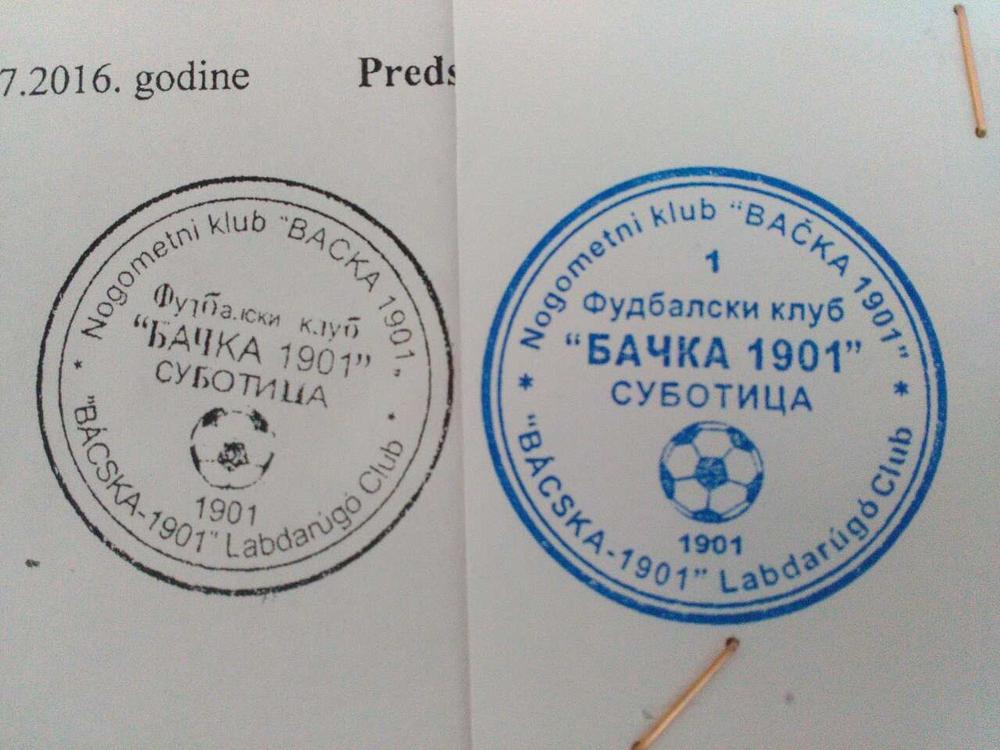 7.2016. godine
Preds
Nogometni klub "BACKA 1901"
Фудбалски клуб
"БАЧКА 1901"
СУБОТИЦА
1901
"BÁCSKA-1901" Labdarúgó Club
Nogometni klub "BAČKA 1901"
1
Фудбалски клуб
"БАЧКА 1901"
СУБОТИЦА
1901
"BÁCSKA-1901" Labdarúgó Club